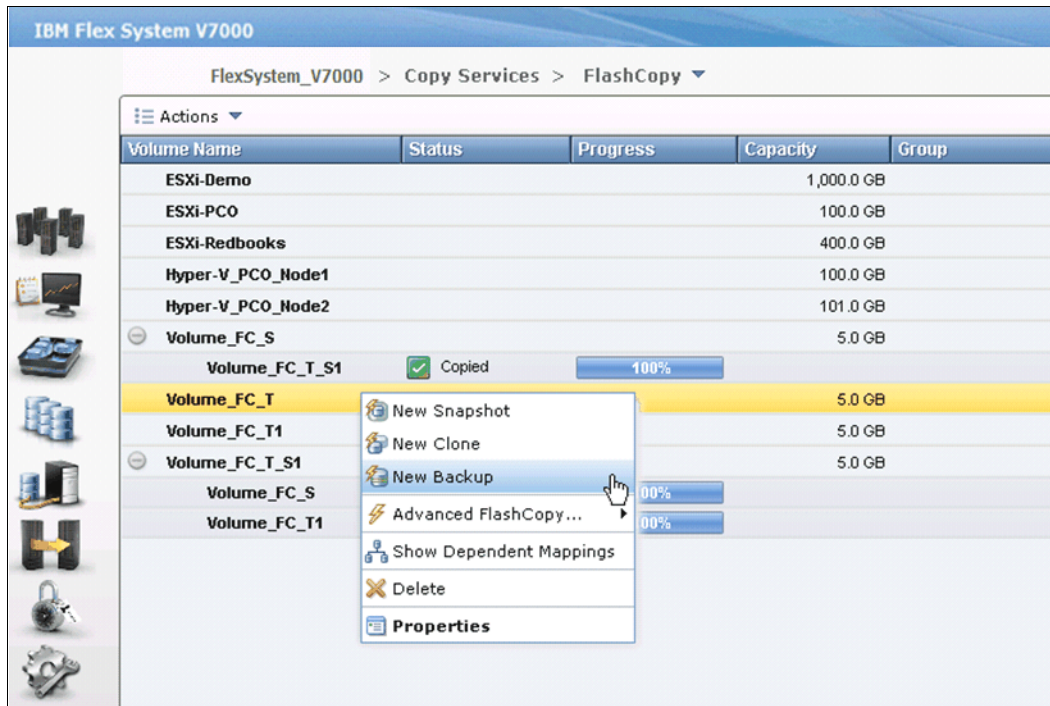 IBM Flex System V7000
FlexSystem_V7000 > Copy Services > FlashCopy
Actions
Volume Name Status Progress Capacity Group
ESXi-Demo 1,000.0 GB
ESXi-PCO 100.0 GB
ESXi-Redbooks 400.0 GB
Hyper-V_PCO_Node1 100.0 GB
Hyper-V_PCO_Node2 101.0 GB
Volume_FC_S 5.0 GB
Volume_FC_T_S1 Copied 100%
Volume_FC_T 5.0 GB
New Snapshot
Volume_FC_T1 5.0 GB
New Clone
Volume_FC_T_S1 5.0 GB
New Backup
Volume_FC_S 00%
Advanced FlashCopy...
Volume_FC_T1 00%
Show Dependent Mappings
Delete
Properties